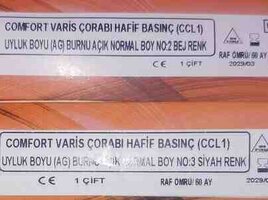 COMFORT VARİS ÇORABI HAFİF BASINÇ (CCL1)
UYLUK BOYU (AG) BURNU AÇIK NORMAL BOY NO:2 BEJ RENK
CE 1 ÇİFT RAF ÖMRÜ/ 60 AY
2029/03
COMFORT VARİS ÇORABI HAFİF BASINÇ (CCL1)
UYLUK BOYU (AG) BURNU AÇIK NORMAL BOY NO:3 SİYAH RENK
CE 1 ÇİFT RAF ÖMRÜ/ 60 AY